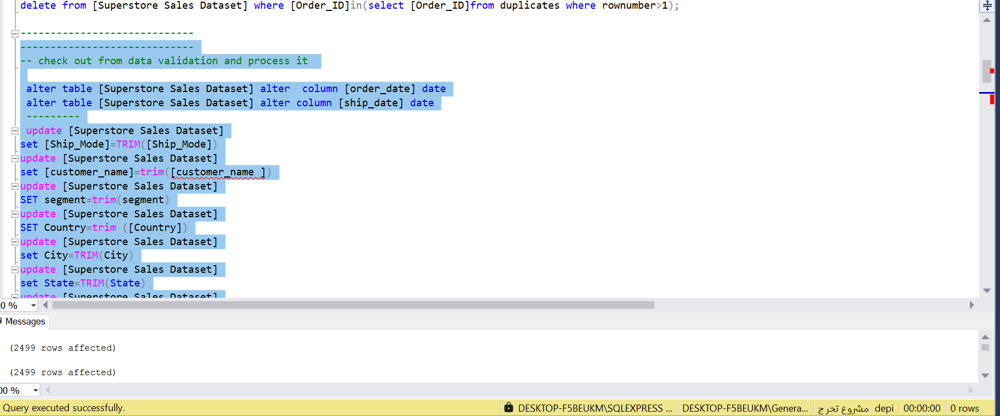 delete from [Superstore Sales Dataset] where [Order_ID]in(select [Order_ID]from duplicates where rownumber>1);
-----------------------------
-----------------------------
-- check out from data validation and process it
alter table [Superstore Sales Dataset] alter  column [order_date] date
alter table [Superstore Sales Dataset] alter column [ship_date] date
---------
update [Superstore Sales Dataset]
set [Ship_Mode]=TRIM([Ship_Mode])
update [Superstore Sales Dataset]
set [customer_name]=trim([customer_name ])
update [Superstore Sales Dataset]
SET segment=trim(segment)
update [Superstore Sales Dataset]
SET Country=trim ([Country])
update [Superstore Sales Dataset]
set City=TRIM(City)
update [Superstore Sales Dataset]
set State=TRIM(State)
update [Superstore Sales Dataset]
0 %
Messages
(2499 rows affected)
(2499 rows affected)
00 %
Query executed successfully. DESKTOP-F5BEUKM\SQLEXPRESS ... DESKTOP-F5BEUKM\Genera... مشروع تخرج depi 00:00:00 0 rows